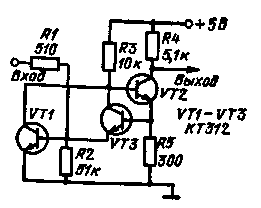 +5В
R1
510
Вход
R3
10к
R4
5,1к
Выход
VT2
VT1
VT3
VT1-VT3
КТ312
R2
51к
R5
300